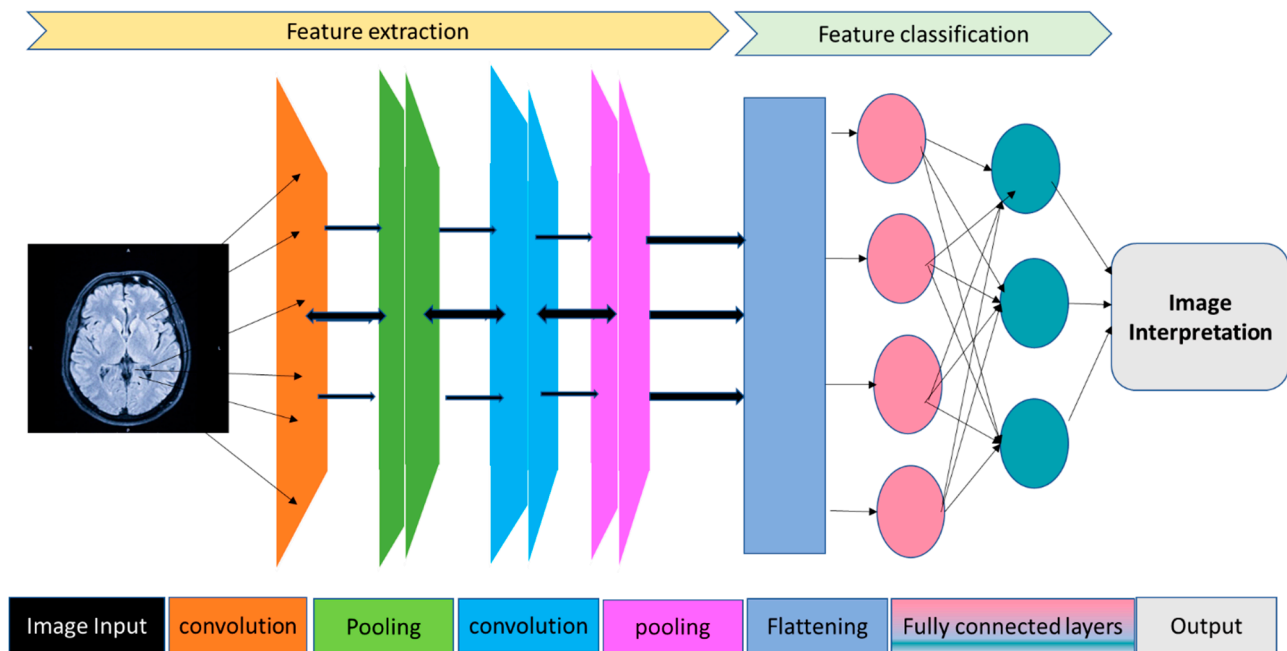 Feature extraction
Feature classification
Image
Interpretation
Image Input
convolution
Pooling
convolution
pooling
Flattening
Fully connected layers
Output